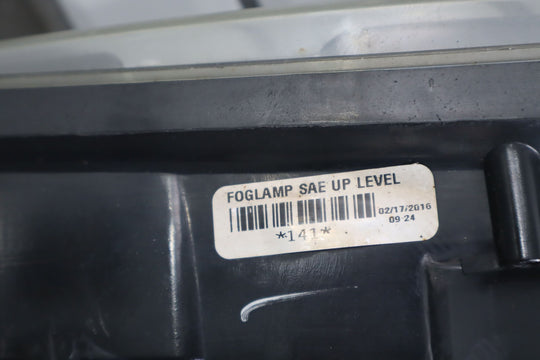 FOGLAMP SAE UP LEVEL
02/17/2016
09:24
*141*